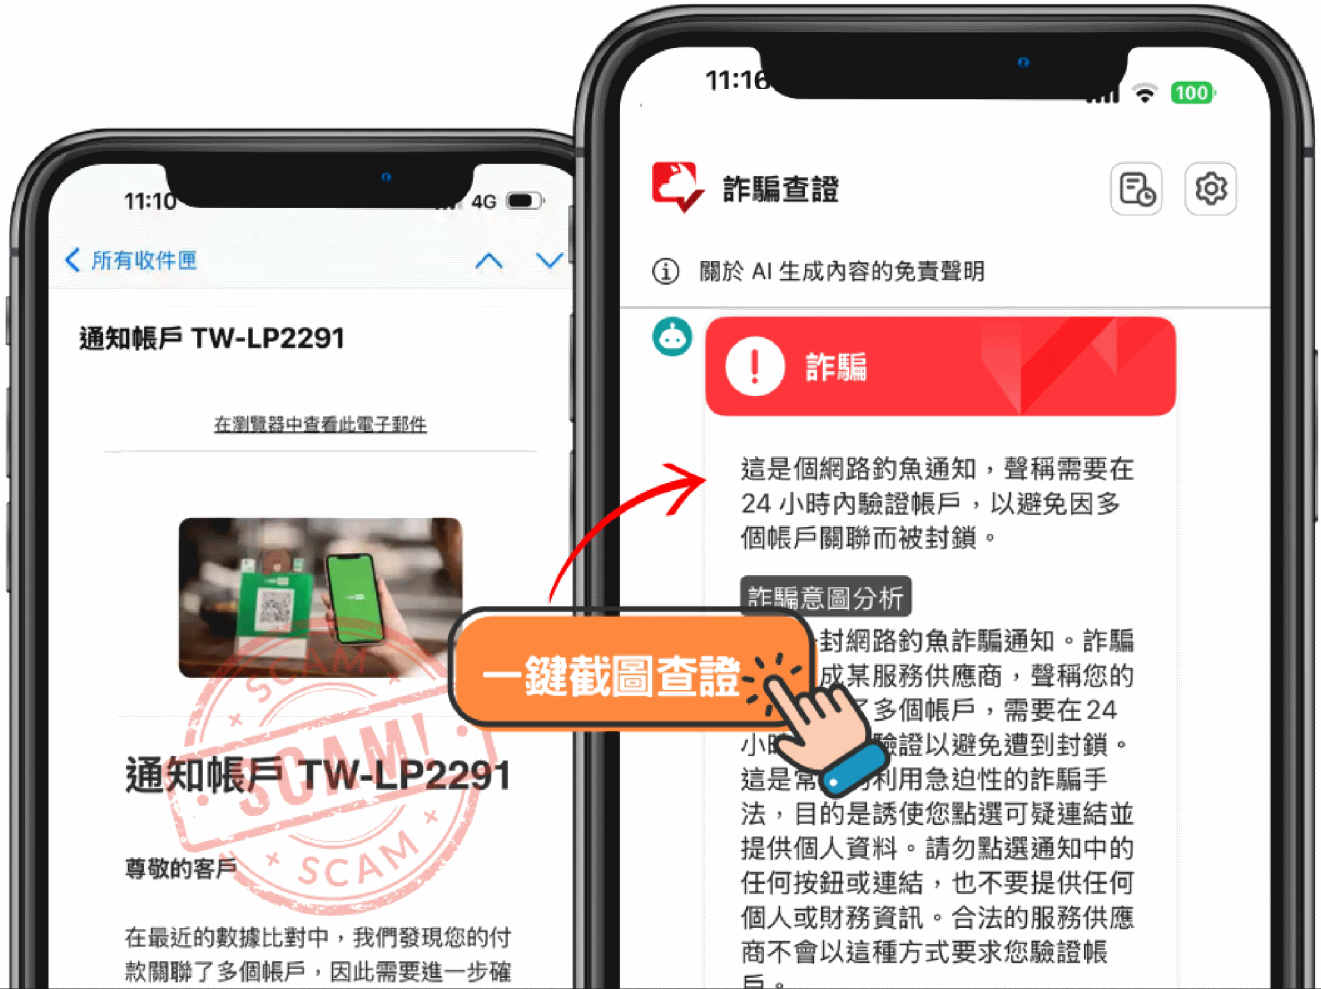 11:10
4G
所有收件匣
通知帳戶 TW-LP2291
在瀏覽器中查看此電子郵件
SCAM
SCAM!
SCAM
通知帳戶 TW-LP2291
尊敬的客戶
在最近的數據比對中，我們發現您的付
款關聯了多個帳戶，因此需要進一步確
一鍵截圖查證
11:16
100
詐騙查證
關於 AI 生成內容的免責聲明
詐騙
這是個網路釣魚通知，聲稱需要在
24 小時內驗證帳戶，以避免因多
個帳戶關聯而被封鎖。
詐騙意圖分析
封網路釣魚詐騙通知。詐騙
成某服務供應商，聲稱您的
了多個帳戶，需要在24
小時 驗證以避免遭到封鎖。
這是常 利用急迫性的詐騙手
法，目的是誘使您點選可疑連結並
提供個人資料。請勿點選通知中的
任何按鈕或連結，也不要提供任何
個人或財務資訊。合法的服務供應
商不會以這種方式要求您驗證帳
戶。